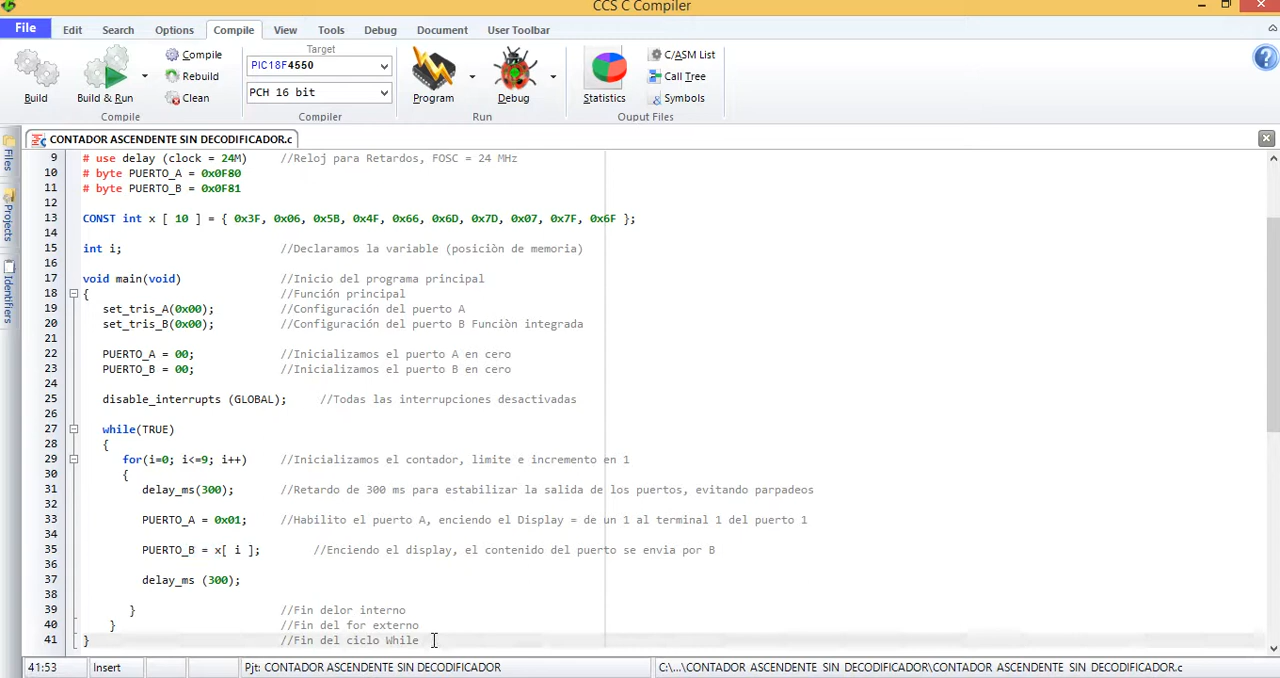 CCS C Compiler
File Edit Search Options Compile View Tools Debug Document User Toolbar
Build
Build & Run
Compile
Rebuild
Clean
Compile
Target
PIC18F4550
PCH 16 bit
Compiler
Program
Debug
Run
Statistics
C/ASM List
Call Tree
Symbols
Ouput Files
Files
Projects
Identifiers
CONTADOR ASCENDENTE SIN DECODIFICADOR.c
9 # use delay (clock = 24M) //Reloj para Retardos, FOSC = 24 MHz
10 # byte PUERTO_A = 0x0F80
11 # byte PUERTO_B = 0x0F81
12
13 CONST int x [ 10 ] = { 0x3F, 0x06, 0x5B, 0x4F, 0x66, 0x6D, 0x7D, 0x07, 0x7F, 0x6F };
14
15 int i; //Declaramos la variable (posiciòn de memoria)
16
17 void main(void) //Inicio del programa principal
18 { //Función principal
19 set_tris_A(0x00); //Configuración del puerto A
20 set_tris_B(0x00); //Configuración del puerto B Funciòn integrada
21
22 PUERTO_A = 00; //Inicializamos el puerto A en cero
23 PUERTO_B = 00; //Inicializamos el puerto B en cero
24
25 disable_interrupts (GLOBAL); //Todas las interrupciones desactivadas
26
27 while(TRUE)
28 {
29 for(i=0; i<=9; i++) //Inicializamos el contador, limite e incremento en 1
30 {
31 delay_ms(300); //Retardo de 300 ms para estabilizar la salida de los puertos, evitando parpadeos
32
33 PUERTO_A = 0x01; //Habilito el puerto A, enciendo el Display = de un 1 al terminal 1 del puerto 1
34
35 PUERTO_B = x[ i ]; //Enciendo el display, el contenido del puerto se envia por B
36
37 delay_ms (300);
38
39 } //Fin delor interno
40 } //Fin del for externo
41 } //Fin del ciclo While
41:53 Insert Pjt: CONTADOR ASCENDENTE SIN DECODIFICADOR C:\...\CONTADOR ASCENDENTE SIN DECODIFICADOR\CONTADOR ASCENDENTE SIN DECODIFICADOR.c